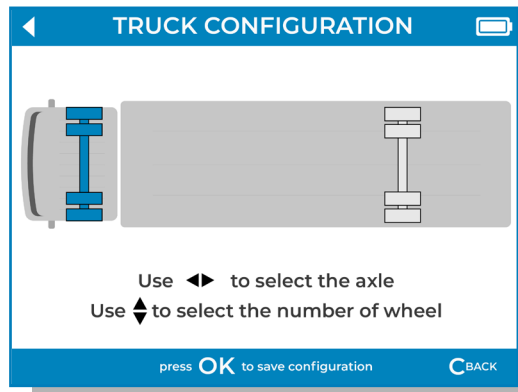 TRUCK CONFIGURATION
Use ◀▶ to select the axle
Use ▲▼ to select the number of wheel
press OK to save configuration
CBACK